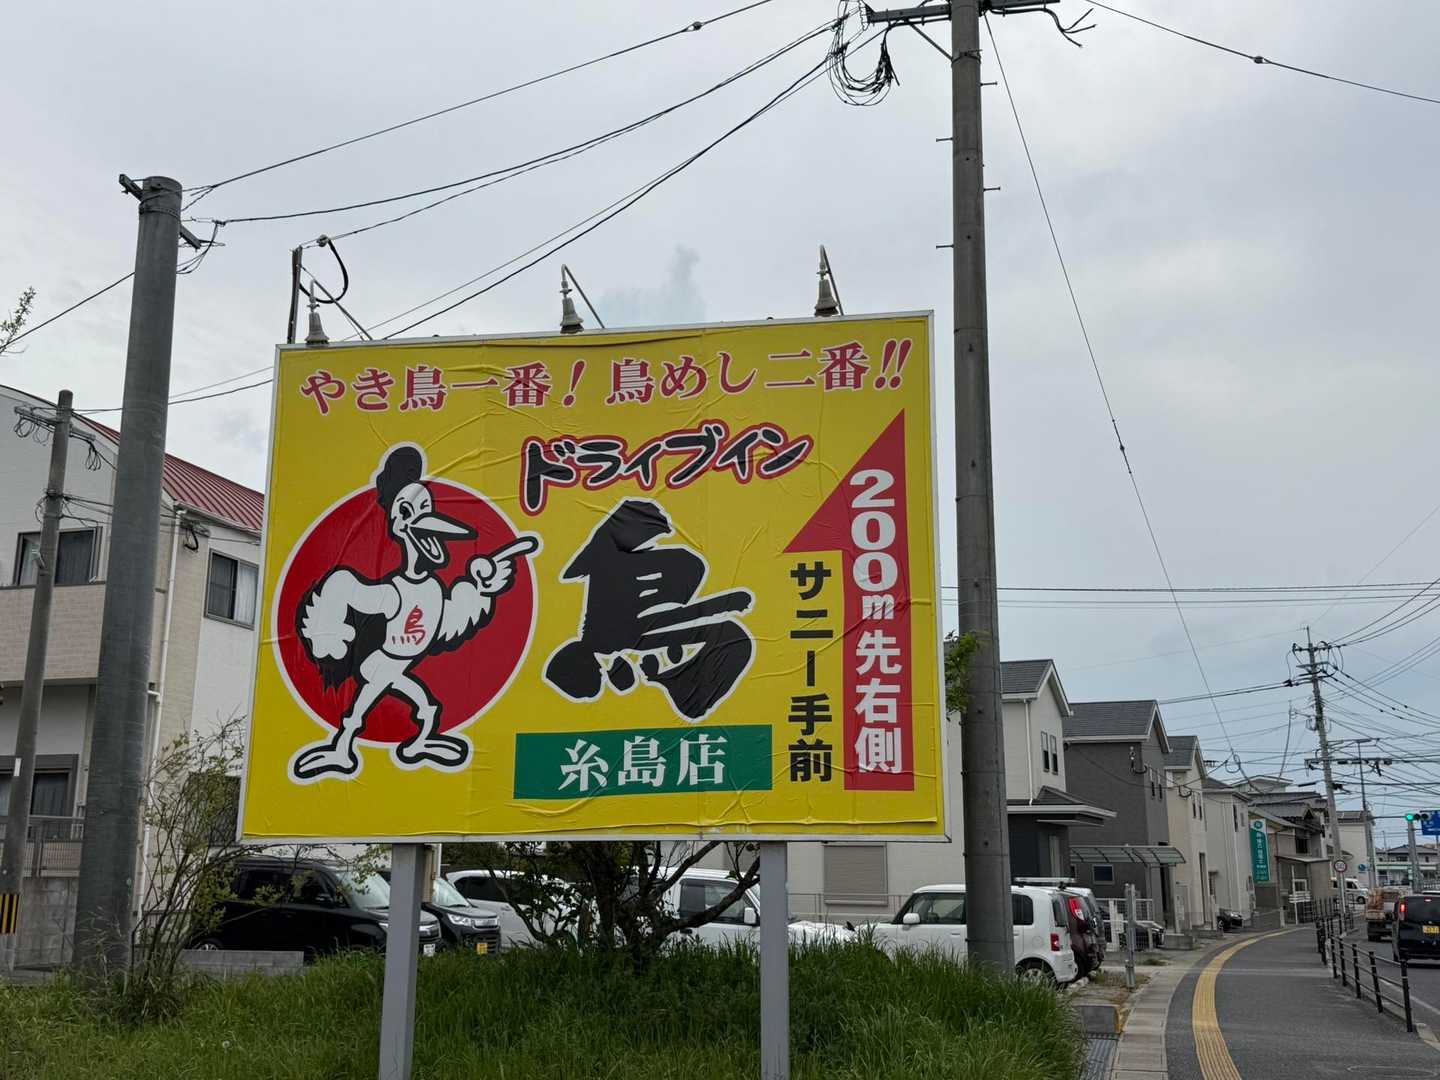 やき鳥一番! 鳥めし二番!!
ドライブイン
鳥
鳥
糸島店
サニー手前
200m先右側